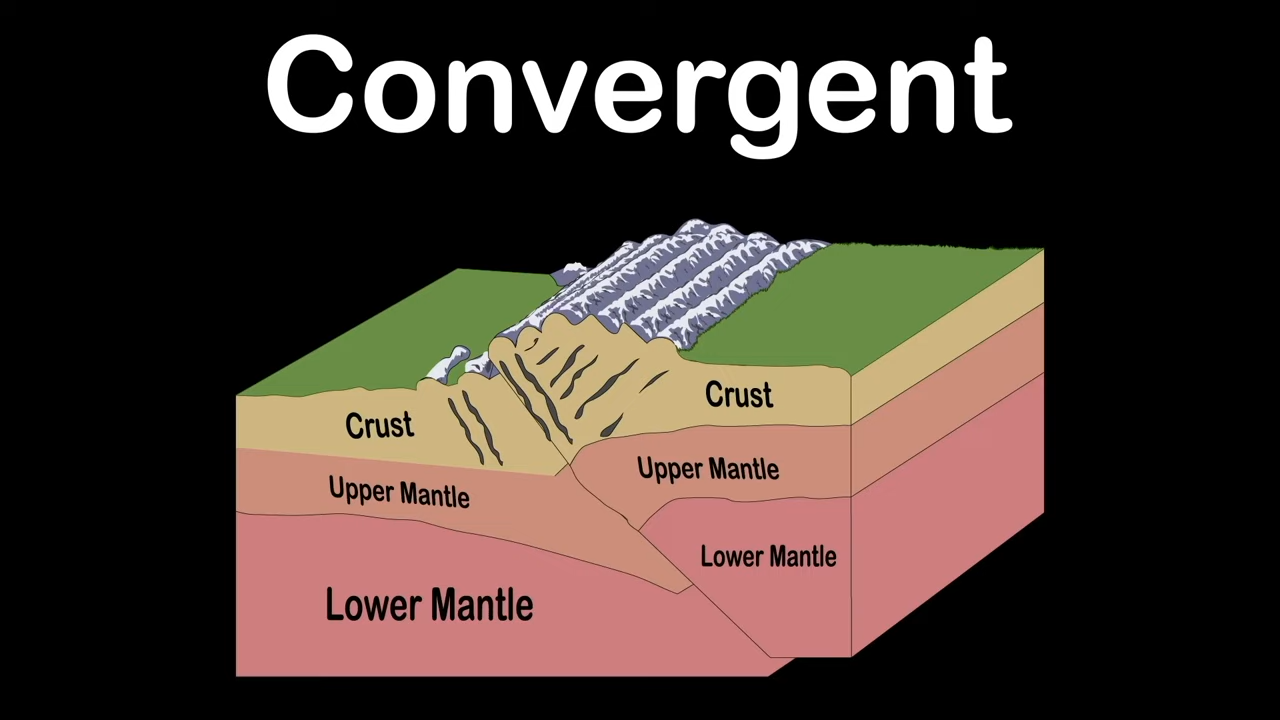 Convergent
Crust
Crust
Upper Mantle
Upper Mantle
Lower Mantle
Lower Mantle